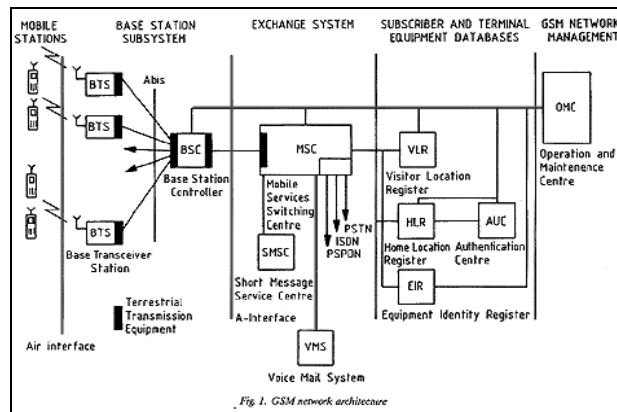 MOBILE STATIONS
BASE STATION SUBSYSTEM
EXCHANGE SYSTEM
SUBSCRIBER AND TERMINAL EQUIPMENT DATABASES
GSM NETWORK MANAGEMENT
BTS
Abis
BTS
BSC
Base Station Controller
BTS
Base Transceiver Station
Terrestrial Transmission Equipment
Air interface
MSC
Mobile Services Switching Centre
SMSC
Short Message Service Centre
A-Interface
PSTN
ISDN
PSPDN
VMS
Voice Mail System
VLR
Visitor Location Register
HLR
Home Location Register
AUC
Authentication Centre
EIR
Equipment Identity Register
OMC
Operation and Maintenence Centre
Fig. 1. GSM network architecture